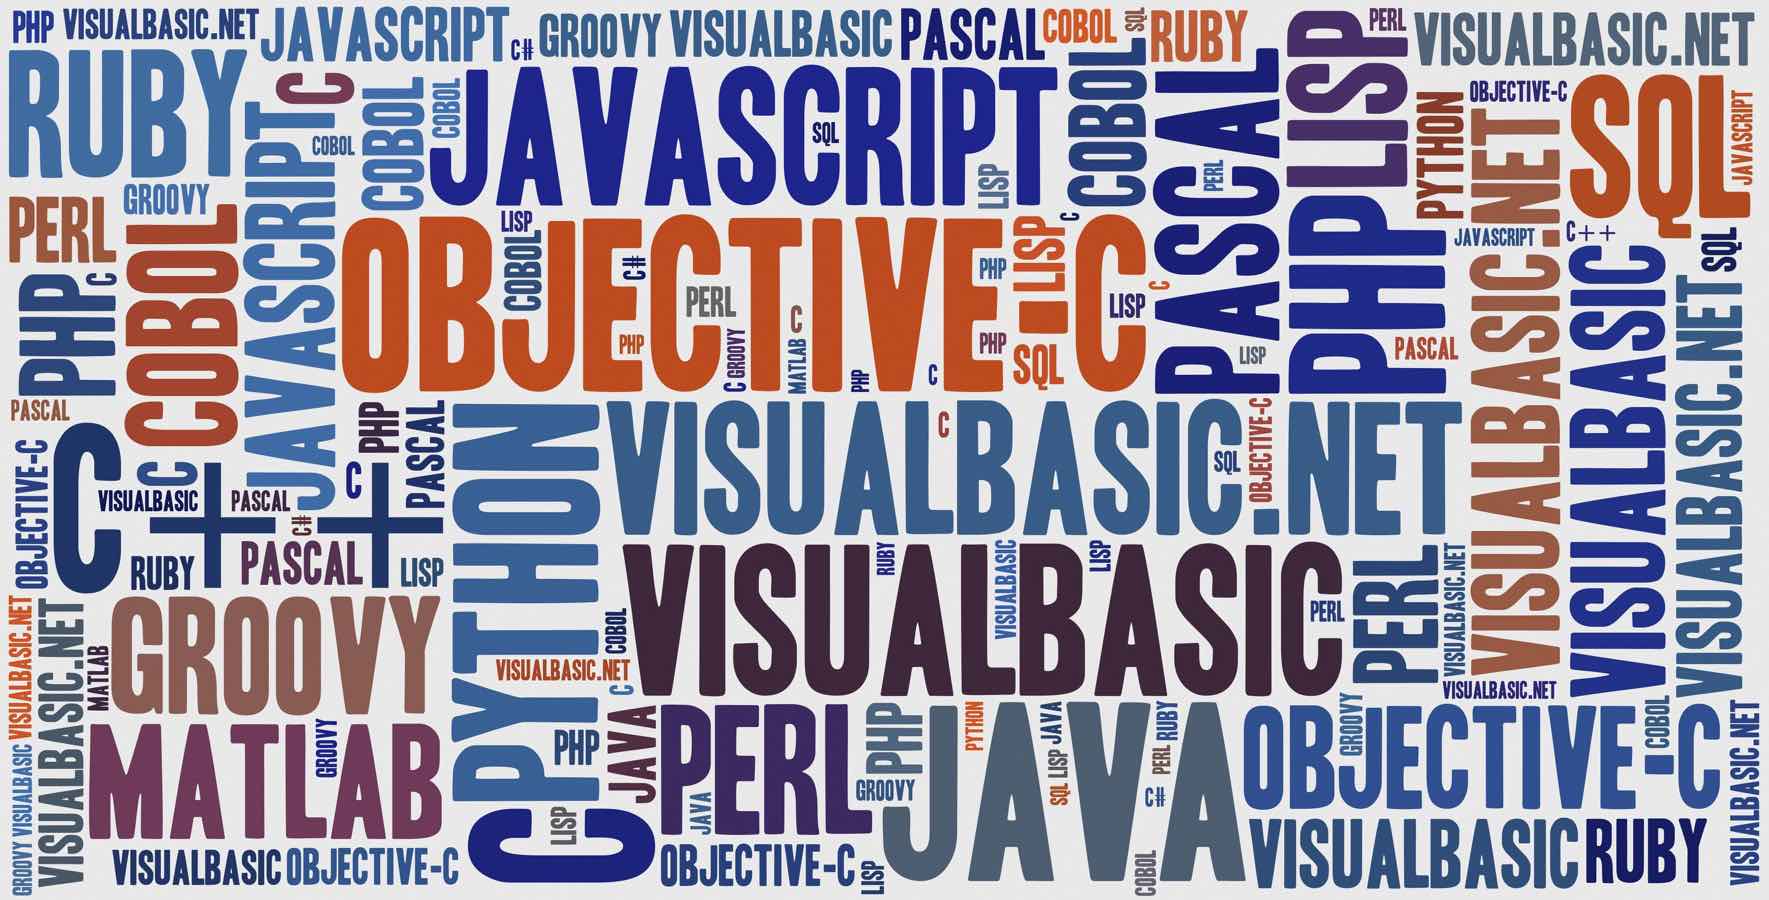 PHP
VISUALBASIC.NET
JAVASCRIPT
C#
GROOVY
VISUALBASIC
PASCAL
COBOL
SQL
RUBY
PERL
VISUALBASIC.NET
RUBY
C
COBOL
COBOL
COBOL
JAVASCRIPT
SQL
LISP
COBOL
PASCAL
PERL
LISP
PYTHON
OBJECTIVE-C
SQL
JAVASCRIPT
VISUALBASIC.NET
PERL
GROOVY
COBOL
JAVASCRIPT
OBJECTIVE-C
LISP
COBOL
C#
PHP
PERL
GROOVY
C
MATLAB
C
PHP
C
PHP
PHP
LISP
SQL
C
LISP
C
LISP
PHP
PASCAL
JAVASCRIPT
C++
SQL
VISUALBASIC
VISUALBASIC.NET
PHP
C
PASCAL
OBJECTIVE-C
C++
C
VISUALBASIC
PASCAL
C#
PHP
C
PASCAL
RUBY
PASCAL
LISP
PYTHON
VISUALBASIC.NET
C
SQL
OBJECTIVE-C
VISUALBASIC
RUBY
VISUALBASIC
LISP
PERL
PERL
VISUALBASIC.NET
VISUALBASIC.NET
VISUALBASIC.NET
VISUALBASIC.NET
MATLAB
GROOVY
COBOL
VISUALBASIC.NET
C
MATLAB
GROOVY
PHP
JAVA
PERL
JAVA
PHP
GROOVY
JAVA
PYTHON
JAVA
SQL
LISP
PERL
RUBY
C#
COBOL
OBJECTIVE-C
GROOVY
COBOL
VISUALBASIC.NET
GROOVY
VISUALBASIC
VISUALBASIC
OBJECTIVE-C
C
LISP
OBJECTIVE-C
LISP
VISUALBASIC
RUBY